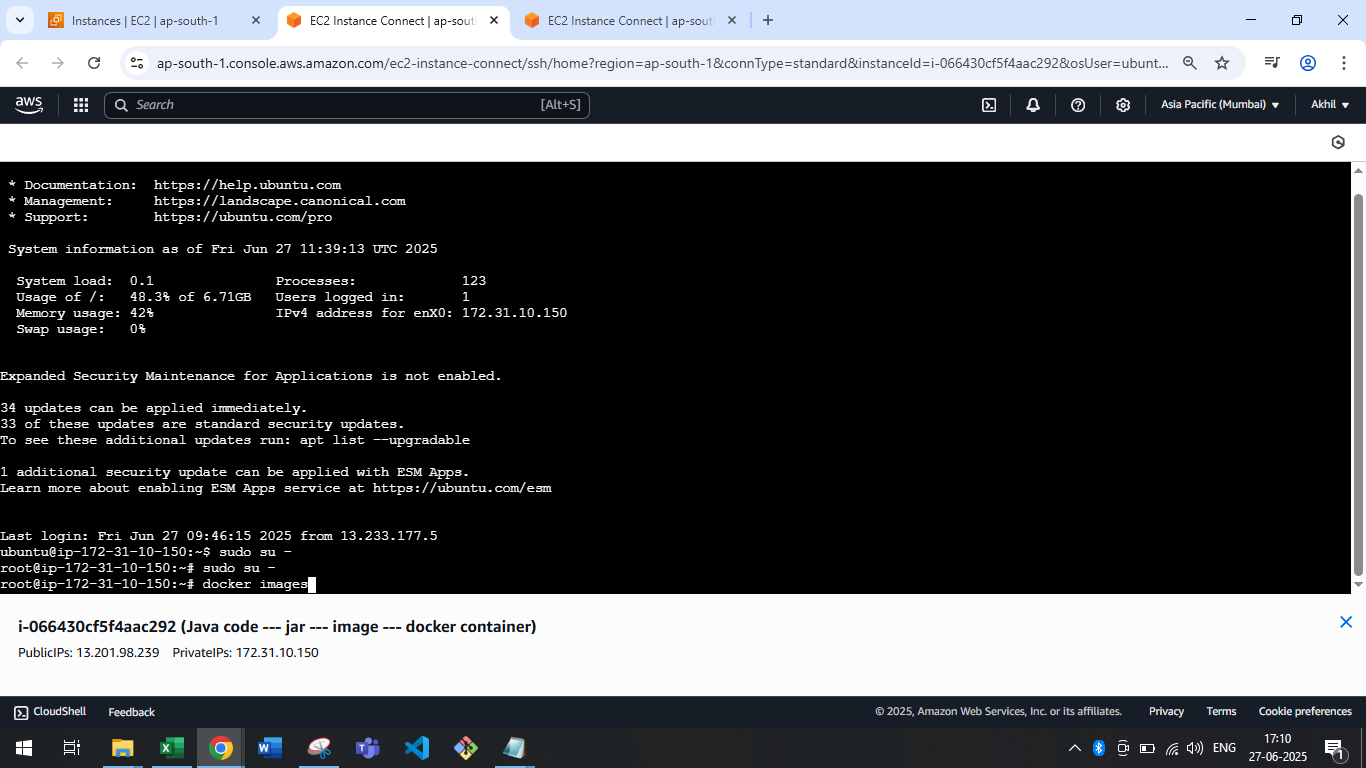 Instances | EC2 | ap-south-1
EC2 Instance Connect | ap-sout
EC2 Instance Connect | ap-sout
ap-south-1.console.aws.amazon.com/ec2-instance-connect/ssh/home?region=ap-south-1&connType=standard&instanceId=i-066430cf5f4aac292&osUser=ubunt...
aws
Search
[Alt+S]
Asia Pacific (Mumbai)
Akhil
* Documentation:  https://help.ubuntu.com
* Management:     https://landscape.canonical.com
* Support:        https://ubuntu.com/pro
System information as of Fri Jun 27 11:39:13 UTC 2025
System load:  0.1               Processes:             123
Usage of /:   48.3% of 6.71GB   Users logged in:       1
Memory usage: 42%               IPv4 address for enX0: 172.31.10.150
Swap usage:   0%
Expanded Security Maintenance for Applications is not enabled.
34 updates can be applied immediately.
33 of these updates are standard security updates.
To see these additional updates run: apt list --upgradable
1 additional security update can be applied with ESM Apps.
Learn more about enabling ESM Apps service at https://ubuntu.com/esm
Last login: Fri Jun 27 09:46:15 2025 from 13.233.177.5
ubuntu@ip-172-31-10-150:~$ sudo su -
root@ip-172-31-10-150:~# sudo su -
root@ip-172-31-10-150:~# docker images
i-066430cf5f4aac292 (Java code --- jar --- image --- docker container)
PublicIPs: 13.201.98.239    PrivateIPs: 172.31.10.150
CloudShell
Feedback
© 2025, Amazon Web Services, Inc. or its affiliates.
Privacy
Terms
Cookie preferences
ENG
17:10
27-06-2025
1